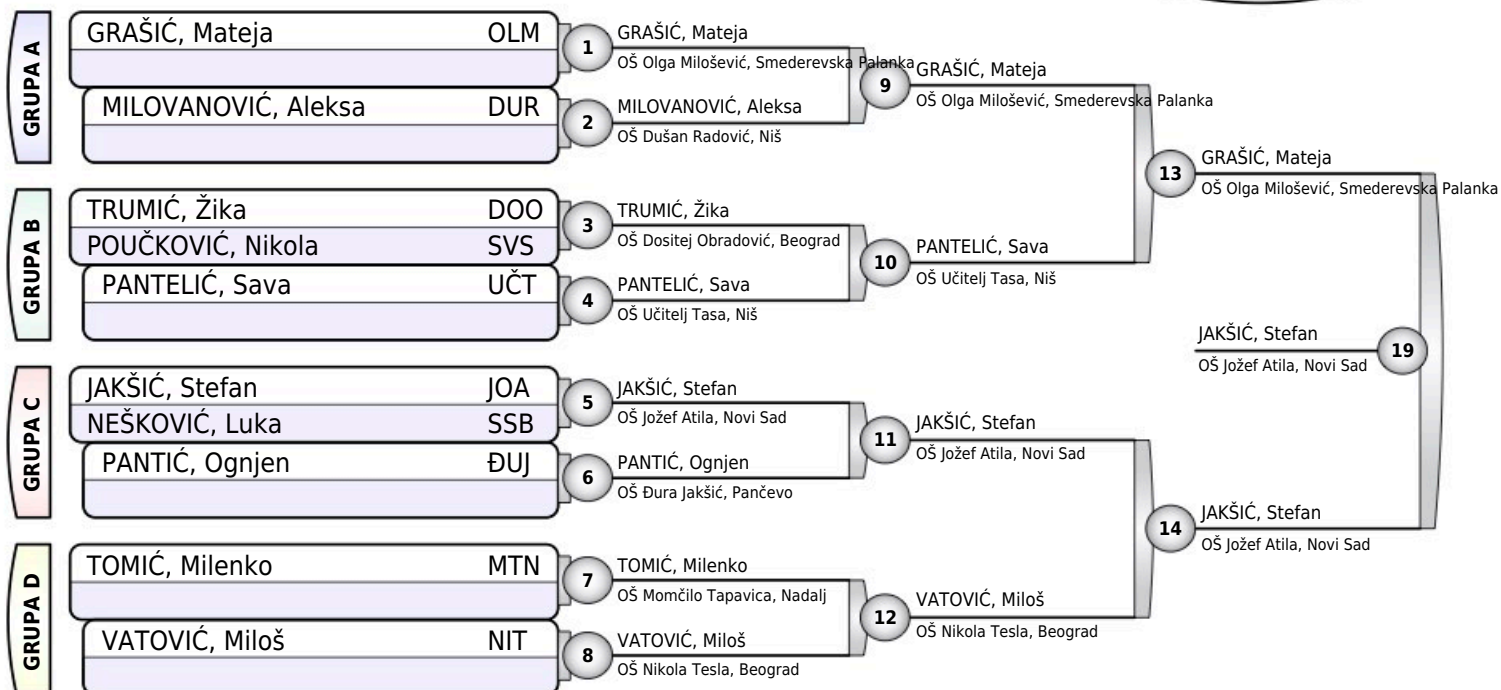 GRUPA A
GRAŠIĆ, Mateja OLM
MILOVANOVIĆ, Aleksa DUR
GRUPA B
TRUMIĆ, Žika DOO
POUČKOVIĆ, Nikola SVS
PANTELIĆ, Sava UČT
GRUPA C
JAKŠIĆ, Stefan JOA
NEŠKOVIĆ, Luka SSB
PANTIĆ, Ognjen ĐUJ
GRUPA D
TOMIĆ, Milenko MTN
VATOVIĆ, Miloš NIT
1
GRAŠIĆ, Mateja
OŠ Olga Milošević, Smederevska Palanka
2
MILOVANOVIĆ, Aleksa
OŠ Dušan Radović, Niš
3
TRUMIĆ, Žika
OŠ Dositej Obradović, Beograd
4
PANTELIĆ, Sava
OŠ Učitelj Tasa, Niš
5
JAKŠIĆ, Stefan
OŠ Jožef Atila, Novi Sad
6
PANTIĆ, Ognjen
OŠ Đura Jakšić, Pančevo
7
TOMIĆ, Milenko
OŠ Momčilo Tapavica, Nadalj
8
VATOVIĆ, Miloš
OŠ Nikola Tesla, Beograd
9
GRAŠIĆ, Mateja
OŠ Olga Milošević, Smederevska Palanka
10
PANTELIĆ, Sava
OŠ Učitelj Tasa, Niš
11
JAKŠIĆ, Stefan
OŠ Jožef Atila, Novi Sad
12
VATOVIĆ, Miloš
OŠ Nikola Tesla, Beograd
13
GRAŠIĆ, Mateja
OŠ Olga Milošević, Smederevska Palanka
14
JAKŠIĆ, Stefan
OŠ Jožef Atila, Novi Sad
JAKŠIĆ, Stefan
OŠ Jožef Atila, Novi Sad
19